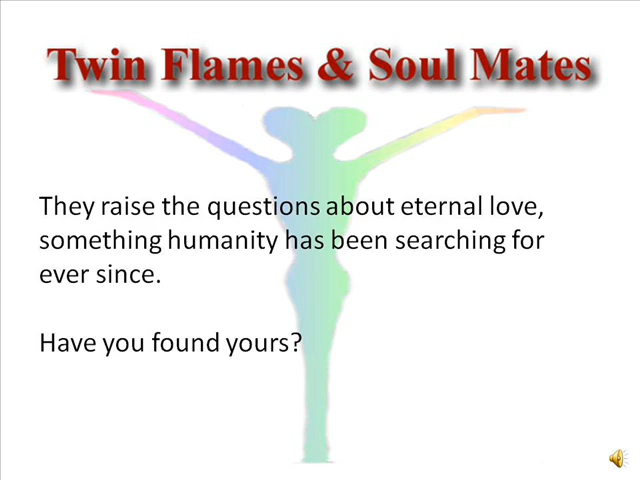 Twin Flames & Soul Mates
They raise the questions about eternal love,
something humanity has been searching for
ever since.
Have you found yours?